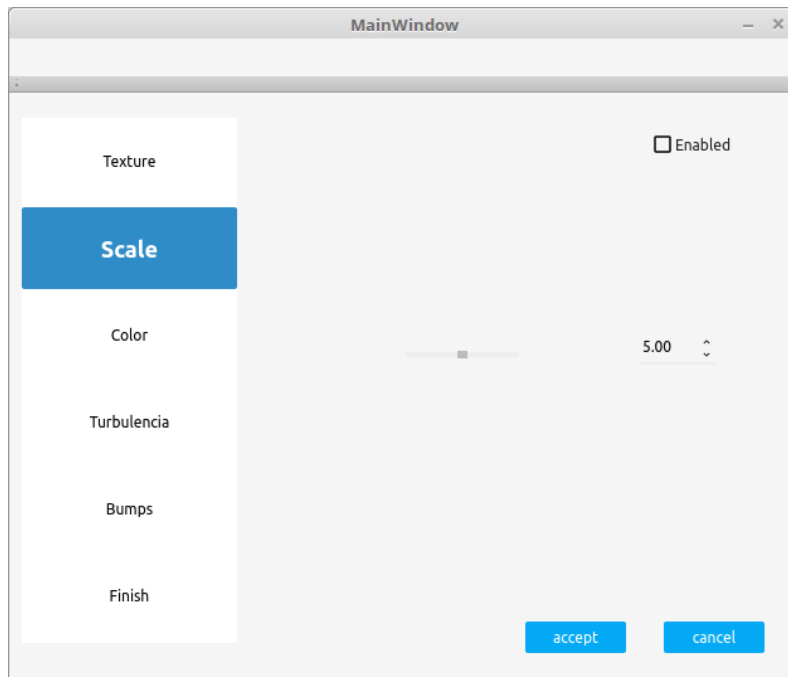 MainWindow
Texture
Enabled
Scale
Color
5.00
Turbulencia
Bumps
Finish
accept
cancel